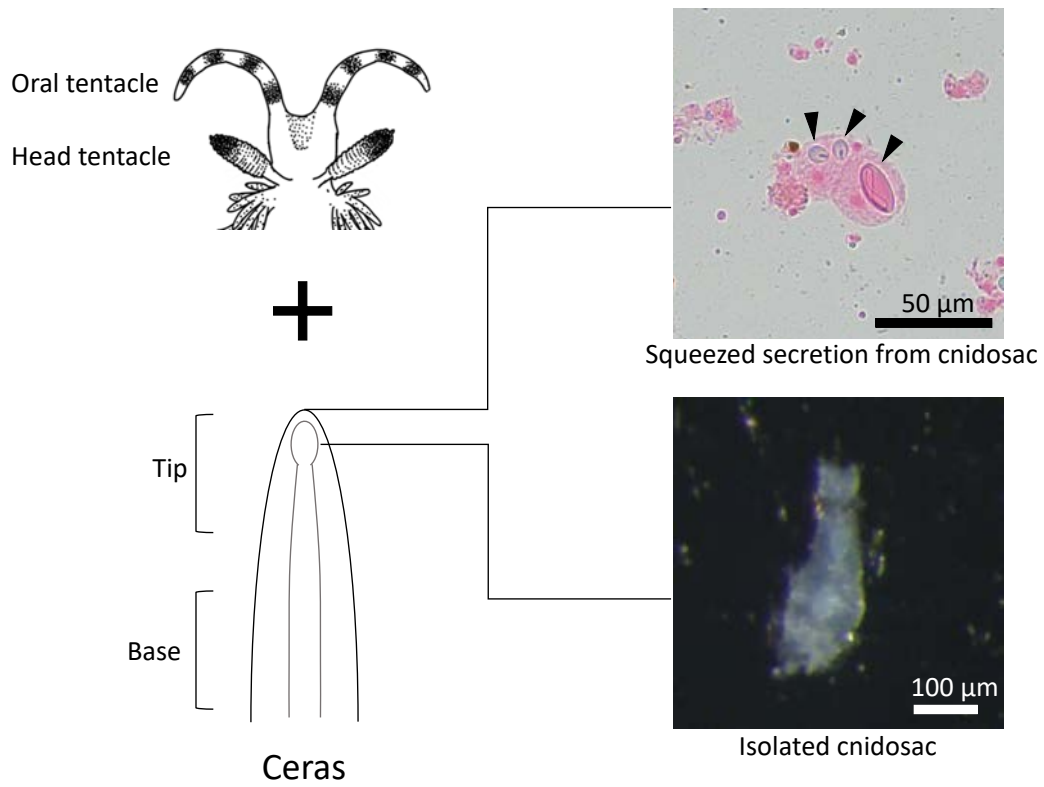 Oral tentacle
Head tentacle
50 µm
Squeezed secretion from cnidosac
Tip
Base
Ceras
100 µm
Isolated cnidosac